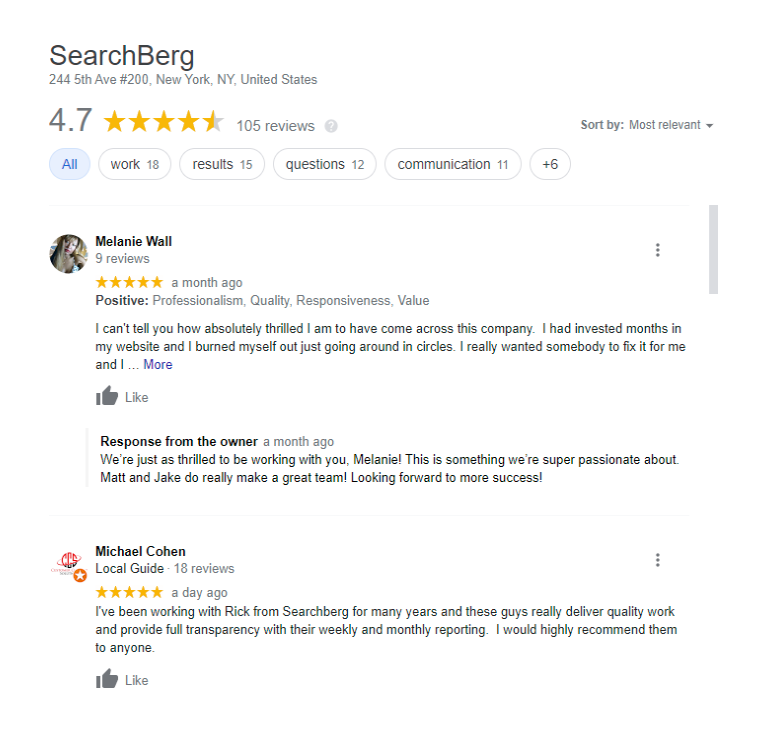 SearchBerg
244 5th Ave #200, New York, NY, United States
4.7 105 reviews ?
Sort by: Most relevant
All work 18 results 15 questions 12 communication 11 +6
Melanie Wall
9 reviews
a month ago
Positive: Professionalism, Quality, Responsiveness, Value
I can't tell you how absolutely thrilled I am to have come across this company. I had invested months in
my website and I burned myself out just going around in circles. I really wanted somebody to fix it for me
and I … More
Like
Response from the owner a month ago
We're just as thrilled to be working with you, Melanie! This is something we're super passionate about.
Matt and Jake do really make a great team! Looking forward to more success!
CCS
Michael Cohen
Local Guide · 18 reviews
a day ago
I've been working with Rick from Searchberg for many years and these guys really deliver quality work
and provide full transparency with their weekly and monthly reporting. I would highly recommend them
to anyone.
Like